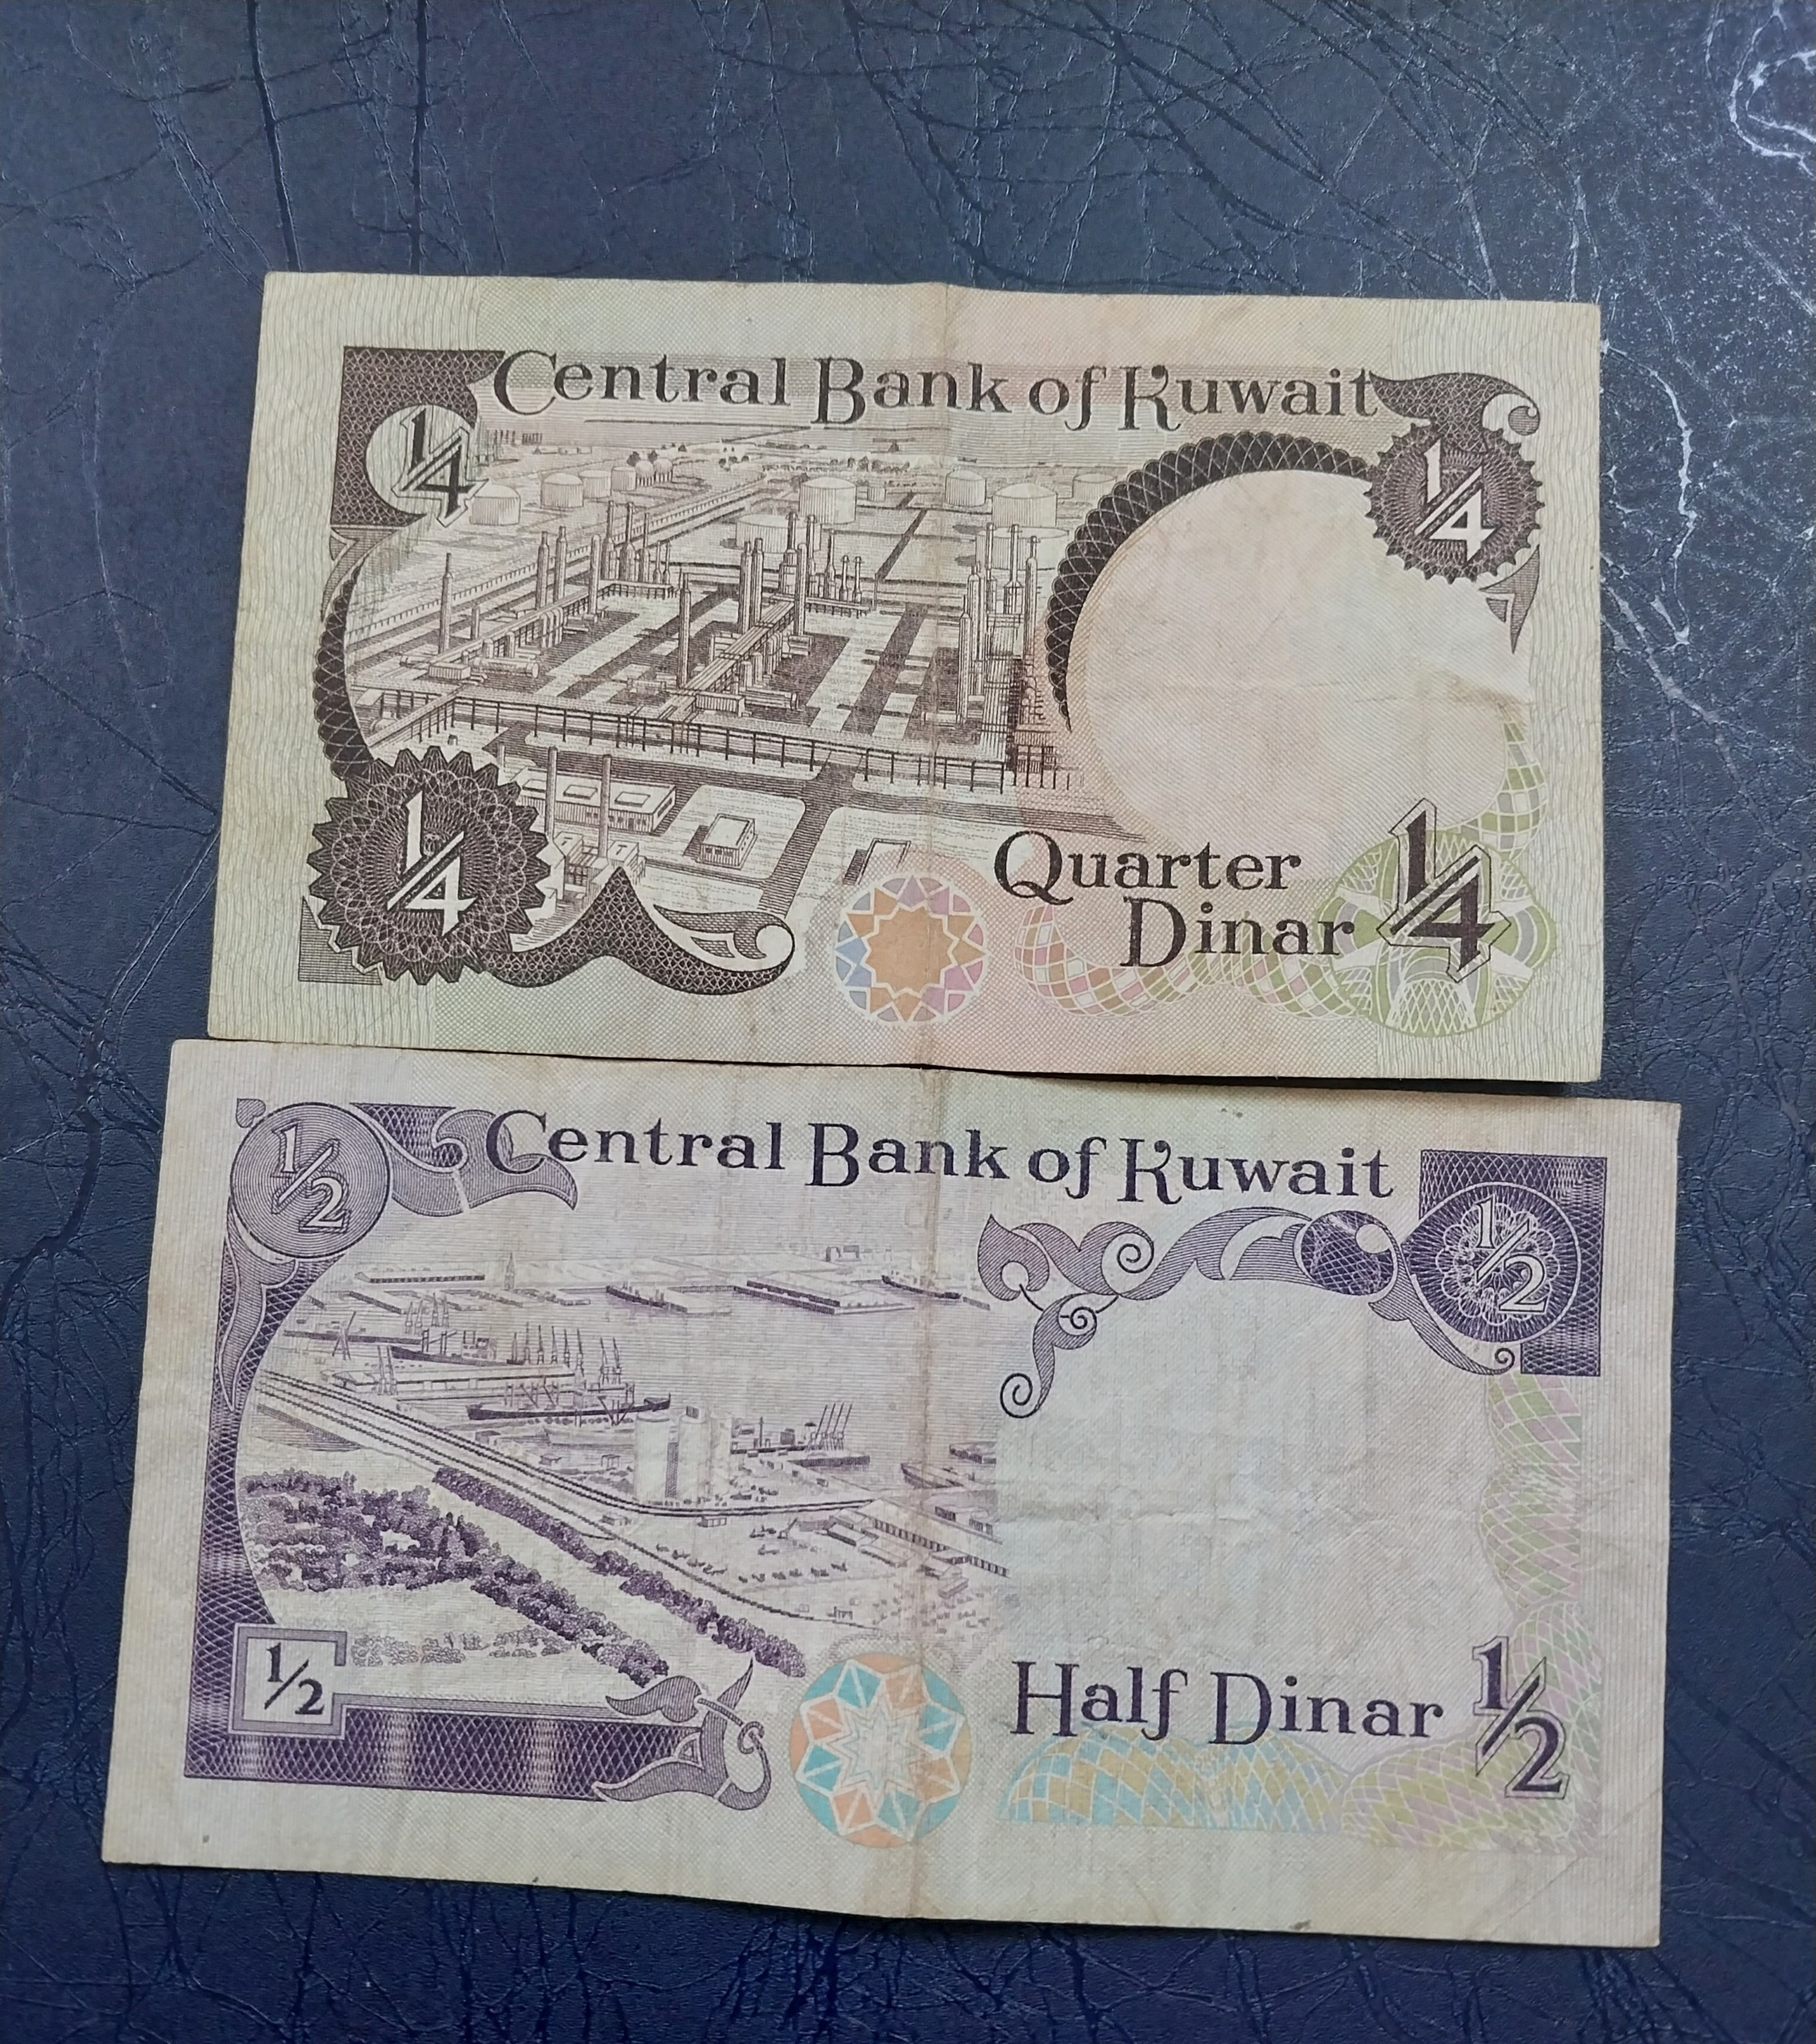 Central Bank of Kuwait
1/4
1/4
1/4
Quarter
Dinar 1/4
Central Bank of Kuwait
1/2
1/2
1/2
Half Dinar 1/2